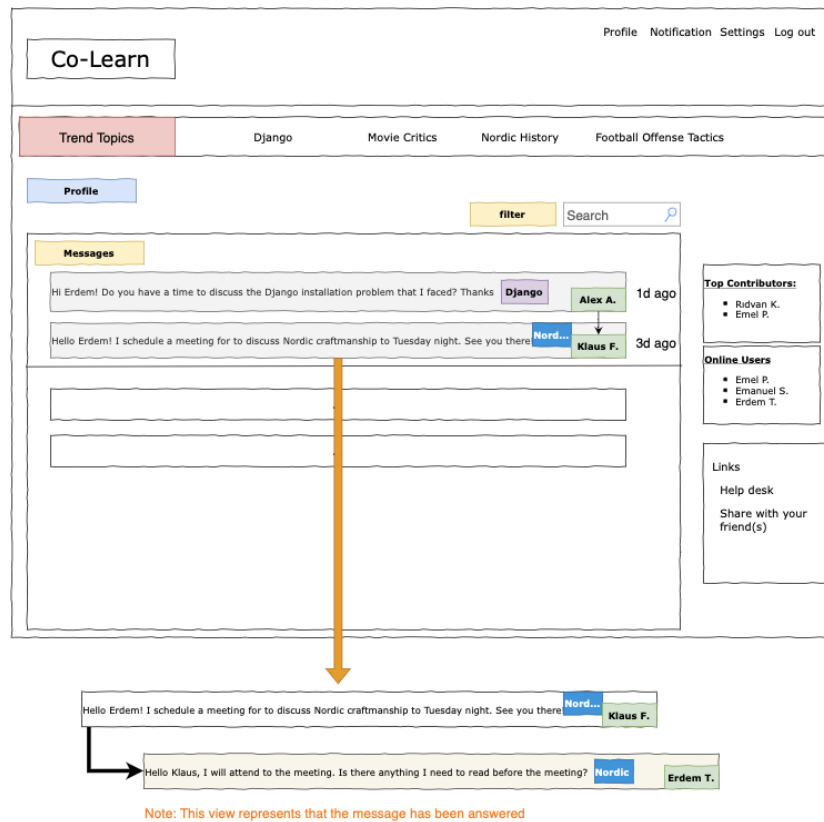 Profile Notification Settings Log out
Co-Learn
Trend Topics Django Movie Critics Nordic History Football Offense Tactics
Profile
filter Search
Messages
Hi Erdem! Do you have a time to discuss the Django installation problem that I faced? Thanks Django Alex A. 1d ago
Hello Erdem! I schedule a meeting for to discuss Nordic craftmanship to Tuesday night. See you there Nord... Klaus F. 3d ago
Top Contributors:
Rıdvan K.
Emel P.
Online Users
Emel P.
Emanuel S.
Erdem T.
Links
Help desk
Share with your
friend(s)
Hello Erdem! I schedule a meeting for to discuss Nordic craftmanship to Tuesday night. See you there! Nord... Klaus F.
Hello Klaus, I will attend to the meeting. Is there anything I need to read before the meeting? Nordic Erdem T.
Note: This view represents that the message has been answered